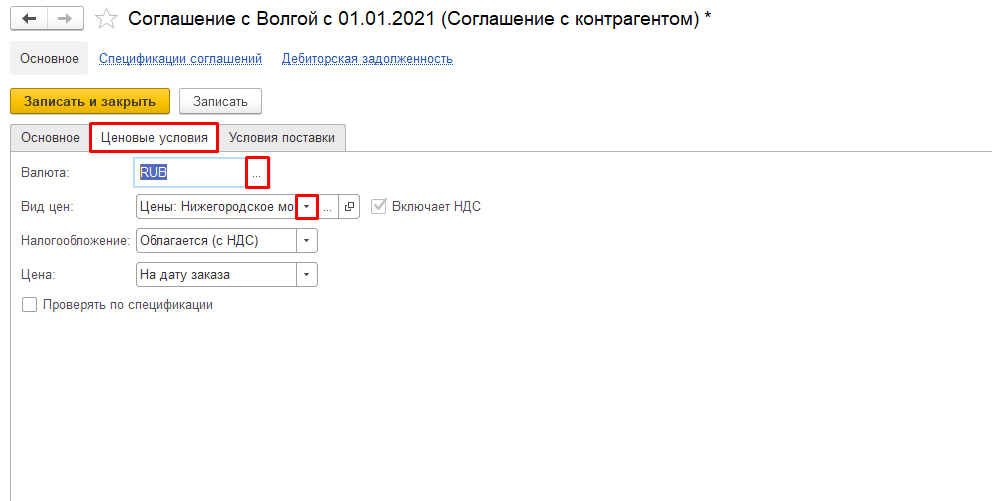 Соглашение с Волгой с 01.01.2021 (Соглашение с контрагентом) *
Основное Спецификации соглашений Дебиторская задолженность
Записать и закрыть Записать
Основное Ценовые условия Условия поставки
Валюта: RUB ...
Вид цен: Цены: Нижегородское мо ... Включает НДС
Налогообложение: Облагается (с НДС)
Цена: На дату заказа
Проверять по спецификации